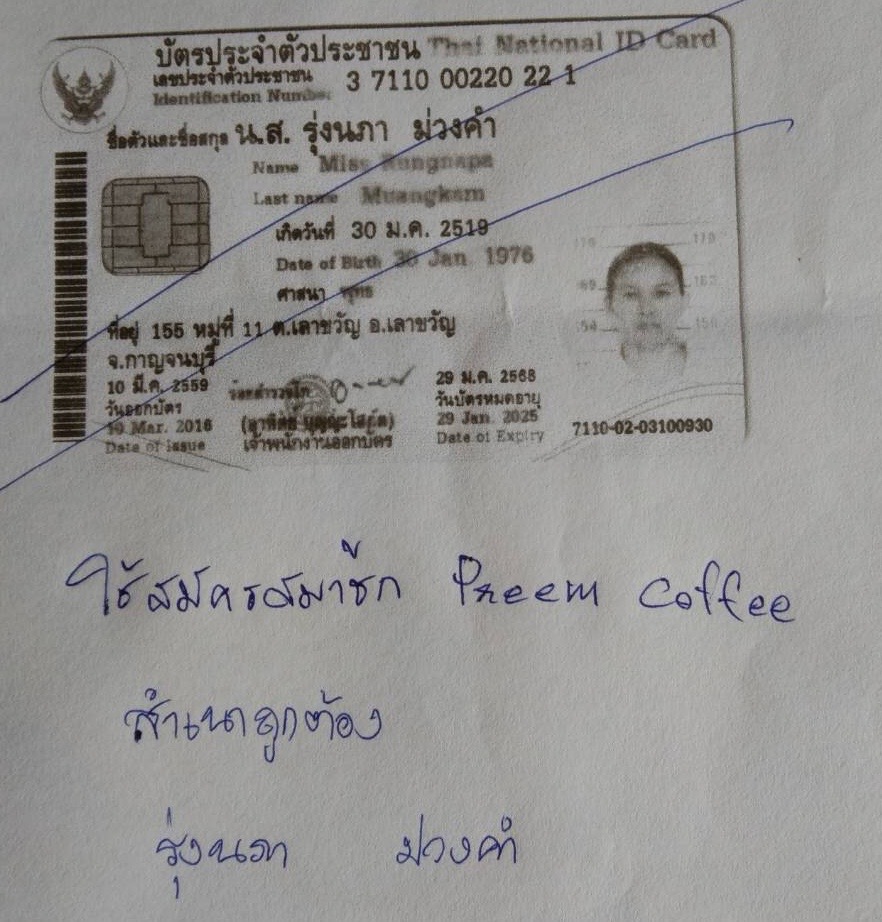 บัตรประจำตัวประชาชน Thai National ID Card
เลขประจำตัวประชาชน 3 7110 00220 22 1
Identification Number
ชื่อตัวและชื่อสกุล น.ส. รุ่งนภา ม่วงคำ
Name Miss Rungnapa
Last name Muangkam
เกิดวันที่ 30 ม.ค. 2519
Date of Birth 30 Jan. 1976
ศาสนา พุทธ
ที่อยู่ 155 หมู่ที่ 11 ต.เลาขวัญ อ.เลาขวัญ
จ.กาญจนบุรี
10 มี.ค. 2559
วันออกบัตร
Mar. 2016
Date of Issue
เจ้าพนักงานออกบัตร
29 ม.ค. 2568
วันบัตรหมดอายุ
29 Jan. 2025
Date of Expiry
7110-02-03100930
ใช้สมัครสมาชิก Preem Coffee
สำเนาถูกต้อง
รุ่งนภา ม่วงคำ